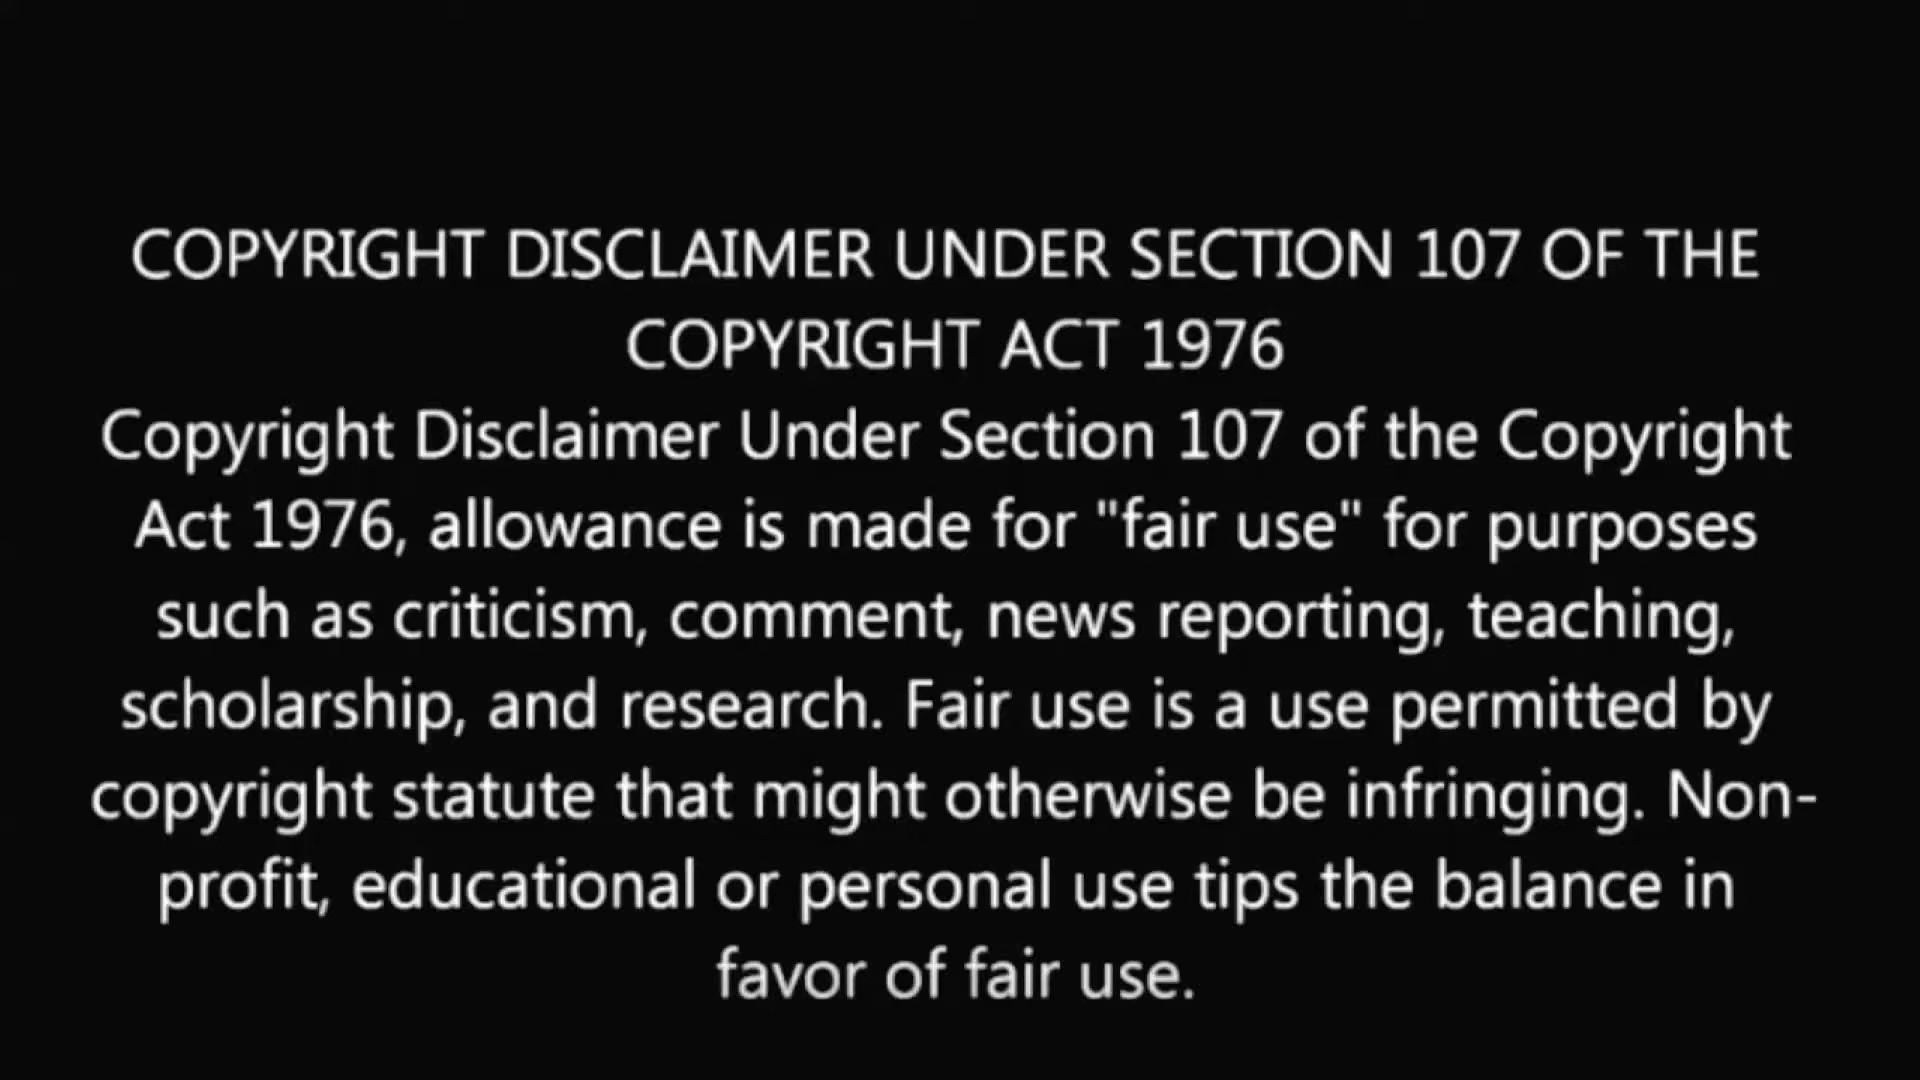 COPYRIGHT DISCLAIMER UNDER SECTION 107 OF THE
COPYRIGHT ACT 1976
Copyright Disclaimer Under Section 107 of the Copyright
Act 1976, allowance is made for "fair use" for purposes
such as criticism, comment, news reporting, teaching,
scholarship, and research. Fair use is a use permitted by
copyright statute that might otherwise be infringing. Non-
profit, educational or personal use tips the balance in
favor of fair use.